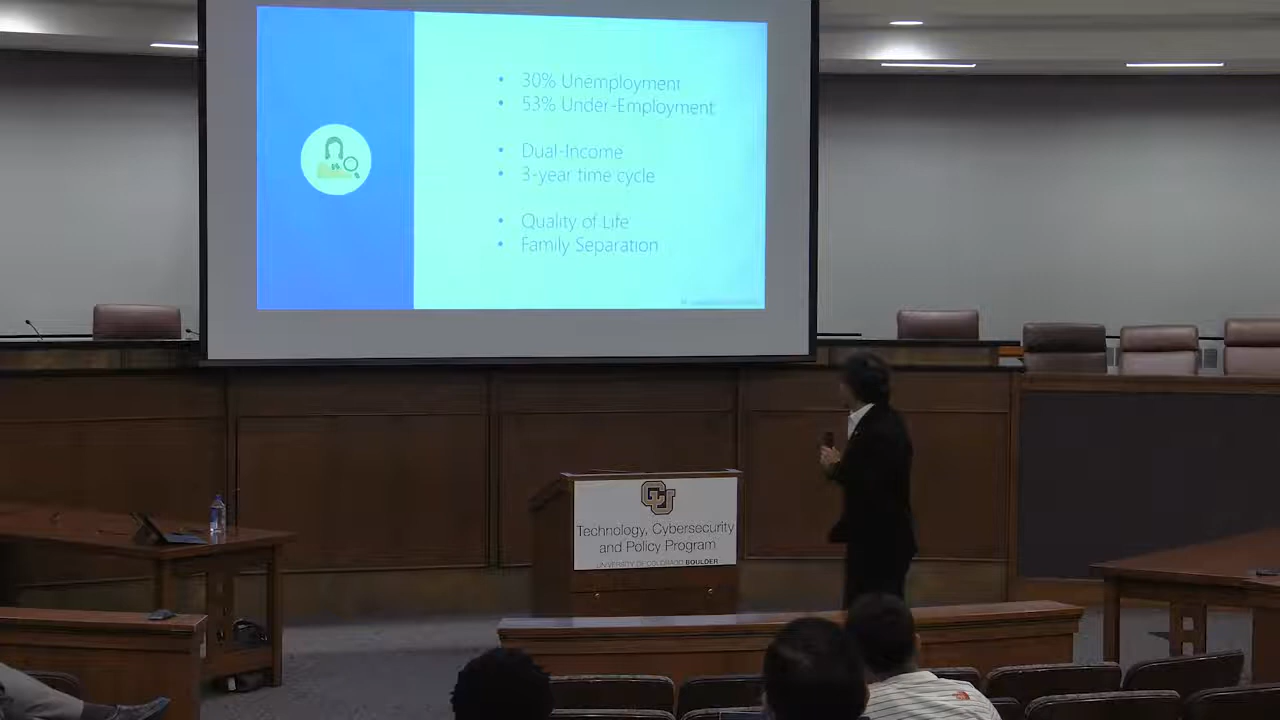 • 30% Unemployment
• 53% Under-Employment
• Dual-Income
• 3-year time cycle
• Quality of Life
• Family Separation
CU
Technology, Cybersecurity
and Policy Program
UNIVERSITY OF COLORADO BOULDER